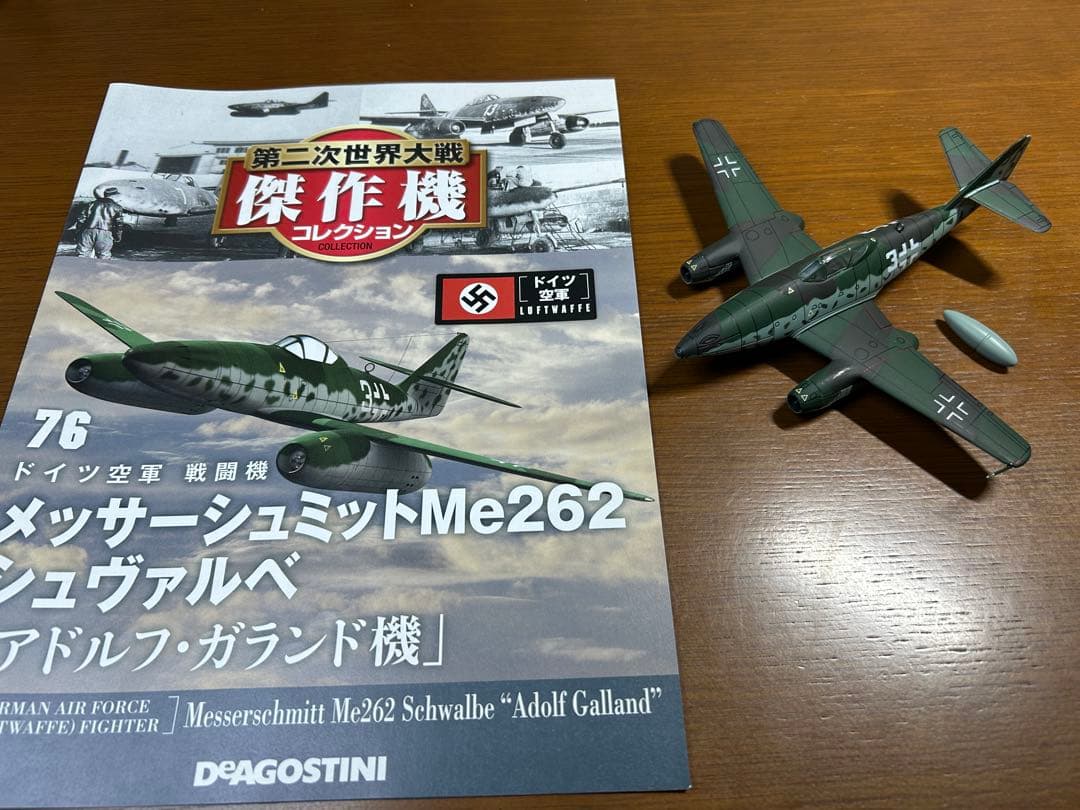 第二次世界大戦
傑作機
コレクション
COLLECTION
ドイツ
空軍
LUFTWAFFE
76
ドイツ空軍 戦闘機
メッサーシュミットMe262
シュヴァルベ
アドルフ・ガランド機」
RMAN AIR FORCE
TWAFFE) FIGHTER
Messerschmitt Me262 Schwalbe “Adolf Galland”
DeAGOSTINI